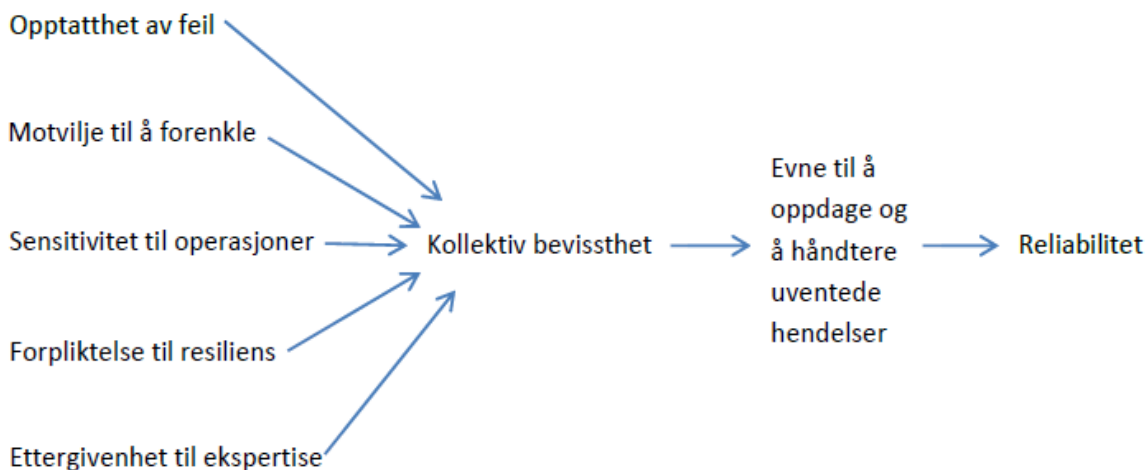 Opptatthet av feil
Motvilje til å forenkle
Sensitivitet til operasjoner
Forpliktelse til resiliens
Ettergivenhet til ekspertise
Kollektiv bevissthet
Evne til å
oppdage og
å håndtere
uventede
hendelser
Reliabilitet